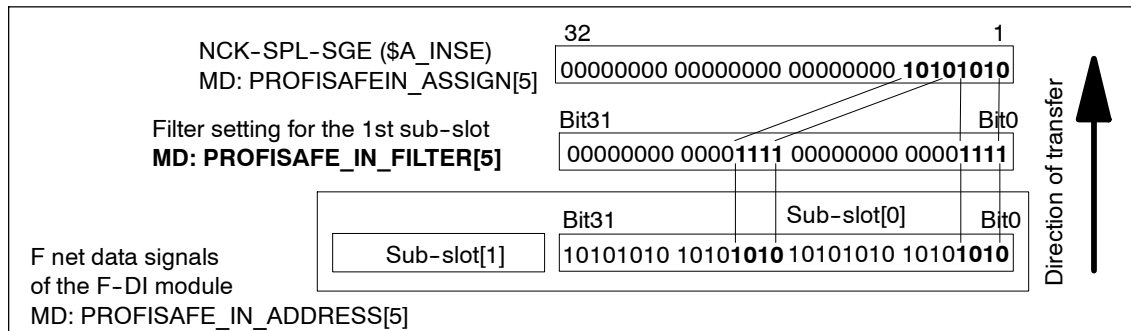 32 1
NCK-SPL-SGE ($A_INSE)
00000000 00000000 00000000 10101010
MD: PROFISAFEIN_ASSIGN[5]
Filter setting for the 1st sub-slot
Bit31 Bit0
MD: PROFISAFE_IN_FILTER[5]
00000000 00001111 00000000 00001111
Bit31 Sub-slot[0] Bit0
Sub-slot[1]
10101010 10101010 10101010 10101010
F net data signals
of the F-DI module
MD: PROFISAFE_IN_ADDRESS[5]
Direction of transfer